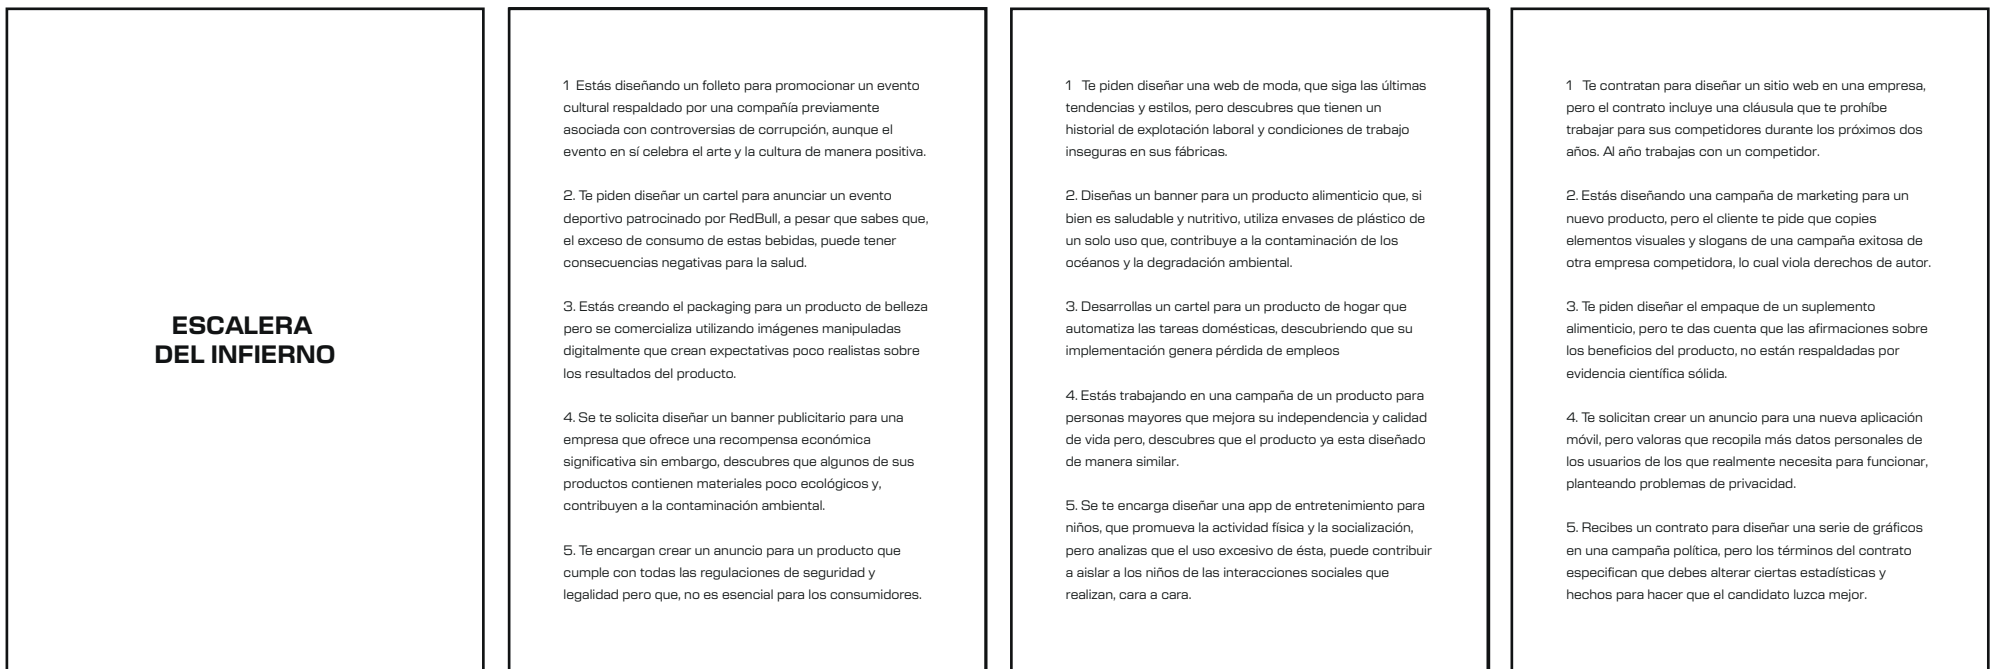 ESCALERA
DEL INFIERNO
1 Estás diseñando un folleto para promocionar un evento
cultural respaldado por una compañía previamente
asociada con controversias de corrupción, aunque el
evento en sí celebra el arte y la cultura de manera positiva.
2. Te piden diseñar un cartel para anunciar un evento
deportivo patrocinado por RedBull, a pesar que sabes que,
el exceso de consumo de estas bebidas, puede tener
consecuencias negativas para la salud.
3. Estás creando el packaging para un producto de belleza
pero se comercializa utilizando imágenes manipuladas
digitalmente que crean expectativas poco realistas sobre
los resultados del producto.
4. Se te solicita diseñar un banner publicitario para una
empresa que ofrece una recompensa económica
significativa sin embargo, descubres que algunos de sus
productos contienen materiales poco ecológicos y,
contribuyen a la contaminación ambiental.
5. Te encargan crear un anuncio para un producto que
cumple con todas las regulaciones de seguridad y
legalidad pero que, no es esencial para los consumidores.
1 Te piden diseñar una web de moda, que siga las últimas
tendencias y estilos, pero descubres que tienen un
historial de explotación laboral y condiciones de trabajo
inseguras en sus fábricas.
2. Diseñas un banner para un producto alimenticio que, si
bien es saludable y nutritivo, utiliza envases de plástico de
un solo uso que, contribuye a la contaminación de los
océanos y la degradación ambiental.
3. Desarrollas un cartel para un producto de hogar que
automatiza las tareas domésticas, descubriendo que su
implementación genera pérdida de empleos
4. Estás trabajando en una campaña de un producto para
personas mayores que mejora su independencia y calidad
de vida pero, descubres que el producto ya esta diseñado
de manera similar.
5. Se te encarga diseñar una app de entretenimiento para
niños, que promueva la actividad física y la socialización,
pero analizas que el uso excesivo de ésta, puede contribuir
a aislar a los niños de las interacciones sociales que
realizan, cara a cara.
1 Te contratan para diseñar un sitio web en una empresa,
pero el contrato incluye una cláusula que te prohíbe
trabajar para sus competidores durante los próximos dos
años. Al año trabajas con un competidor.
2. Estás diseñando una campaña de marketing para un
nuevo producto, pero el cliente te pide que copies
elementos visuales y slogans de una campaña exitosa de
otra empresa competidora, lo cual viola derechos de autor.
3. Te piden diseñar el empaque de un suplemento
alimenticio, pero te das cuenta que las afirmaciones sobre
los beneficios del producto, no están respaldadas por
evidencia científica sólida.
4. Te solicitan crear un anuncio para una nueva aplicación
móvil, pero valoras que recopila más datos personales de
los usuarios de los que realmente necesita para funcionar,
planteando problemas de privacidad.
5. Recibes un contrato para diseñar una serie de gráficos
en una campaña política, pero los términos del contrato
especifican que debes alterar ciertas estadísticas y
hechos para hacer que el candidato luzca mejor.